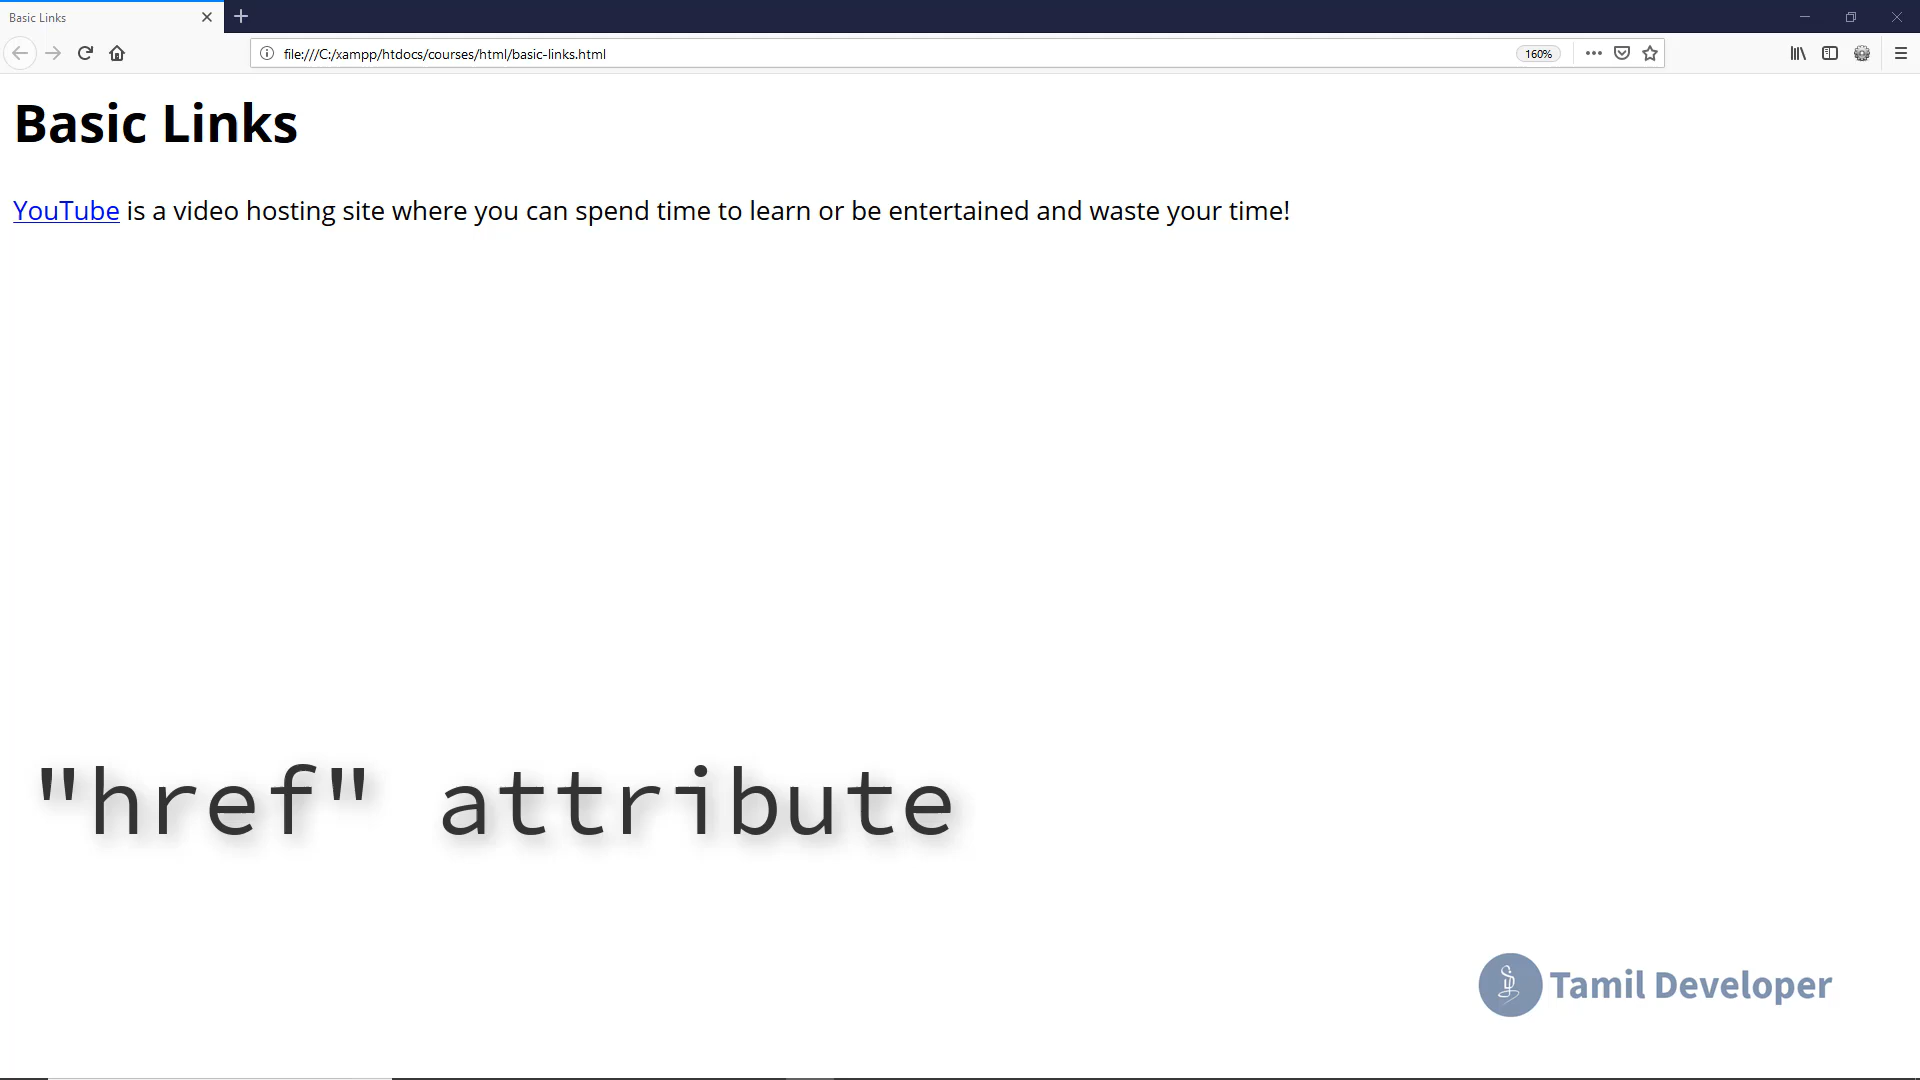 Basic Links
file:///C:/xampp/htdocs/courses/html/basic-links.html
160%
Basic Links
YouTube is a video hosting site where you can spend time to learn or be entertained and waste your time!
"href" attribute
Tamil Developer